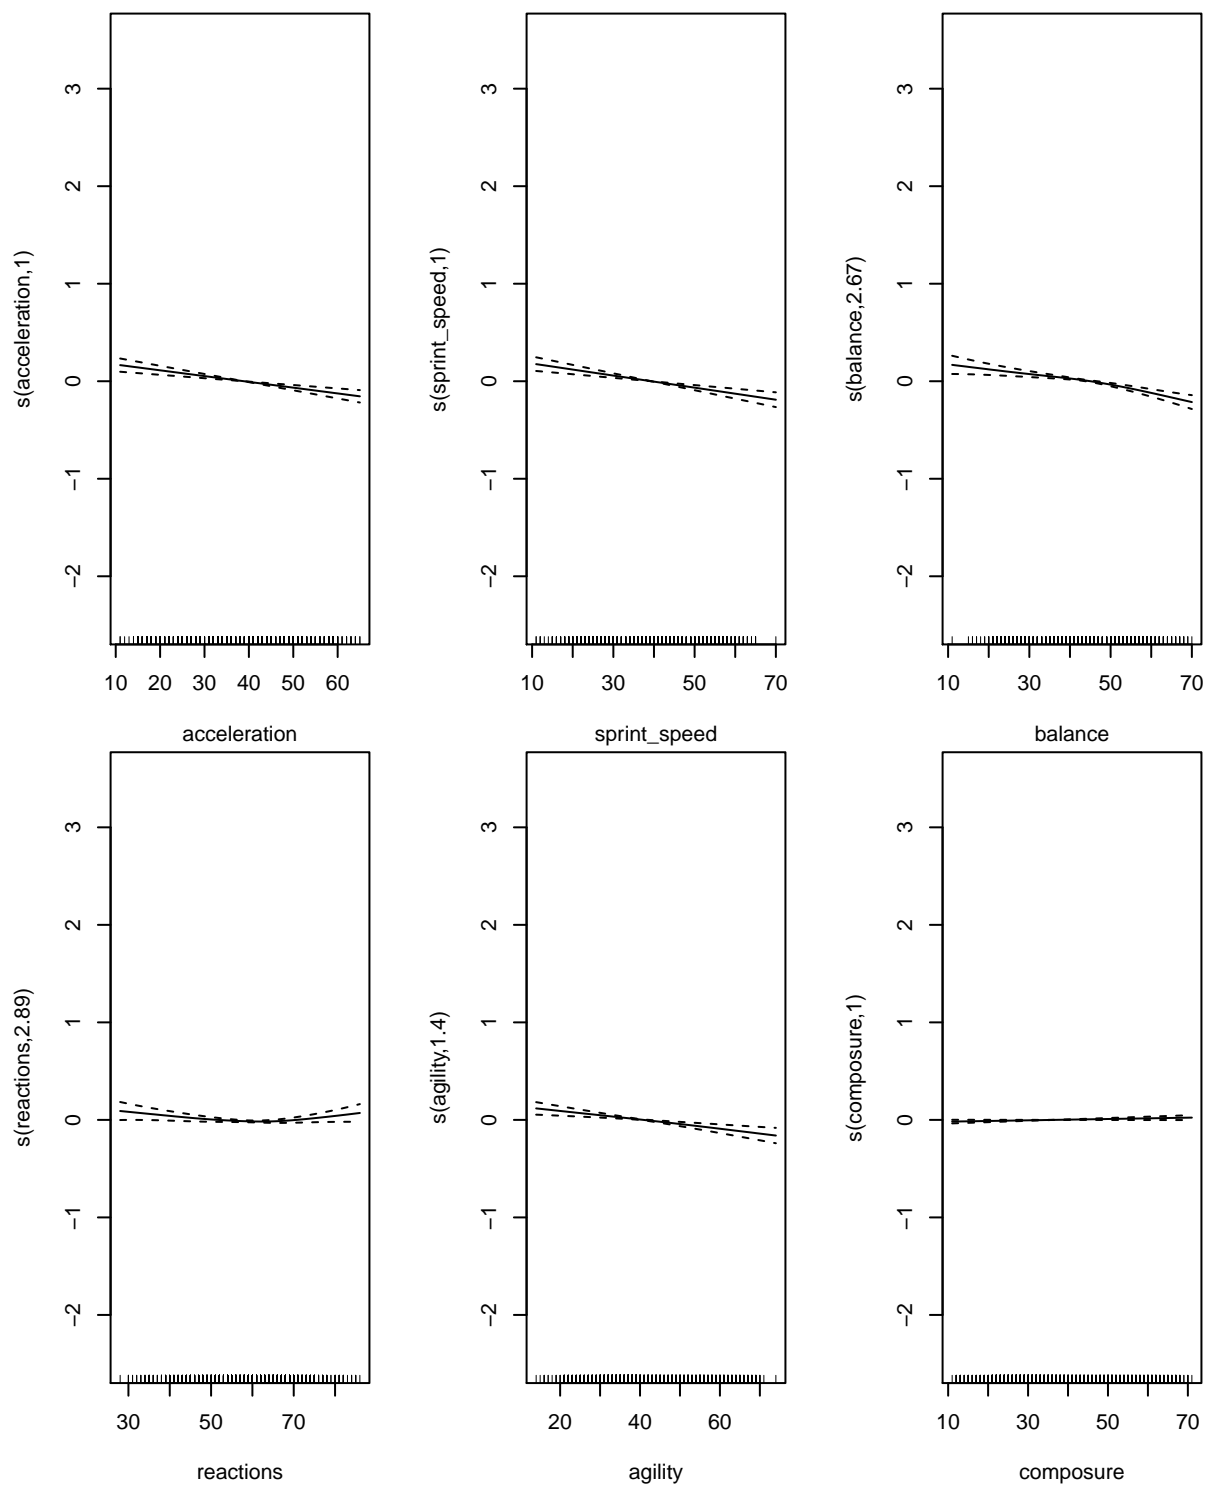 3
2
1
0
−1
−2
s(acceleration,1)
10 20 30 40 50 60
acceleration
3
2
1
0
−1
−2
s(sprint_speed,1)
10 30 50 70
sprint_speed
3
2
1
0
−1
−2
s(balance,2.67)
10 30 50 70
balance
3
2
1
0
−1
−2
s(reactions,2.89)
30 50 70
reactions
3
2
1
0
−1
−2
s(agility,1.4)
20 40 60
agility
3
2
1
0
−1
−2
s(composure,1)
10 30 50 70
composure